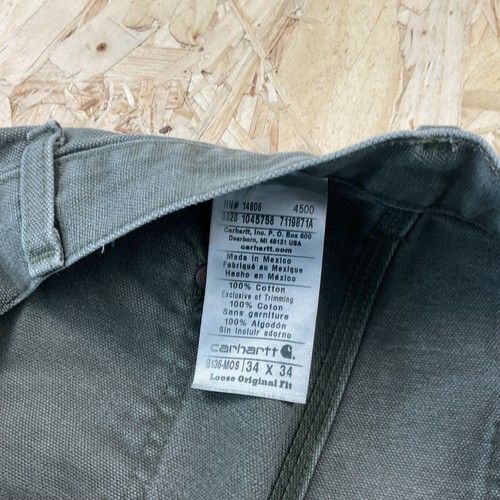 RN# 14806 4500
8320 1045758 7119871A
Carhartt, Inc. P. O. Box 600
Dearborn, MI 48121 USA
carhartt.com
Made in Mexico
Fabriqué au Mexique
Hecho en México
100% Cotton
Exclusive of Trimming
100% Coton
Sans garniture
100% Algodón
Sin incluir adorno
carhartt
B136-MOS 34 X 34
Loose Original Fit